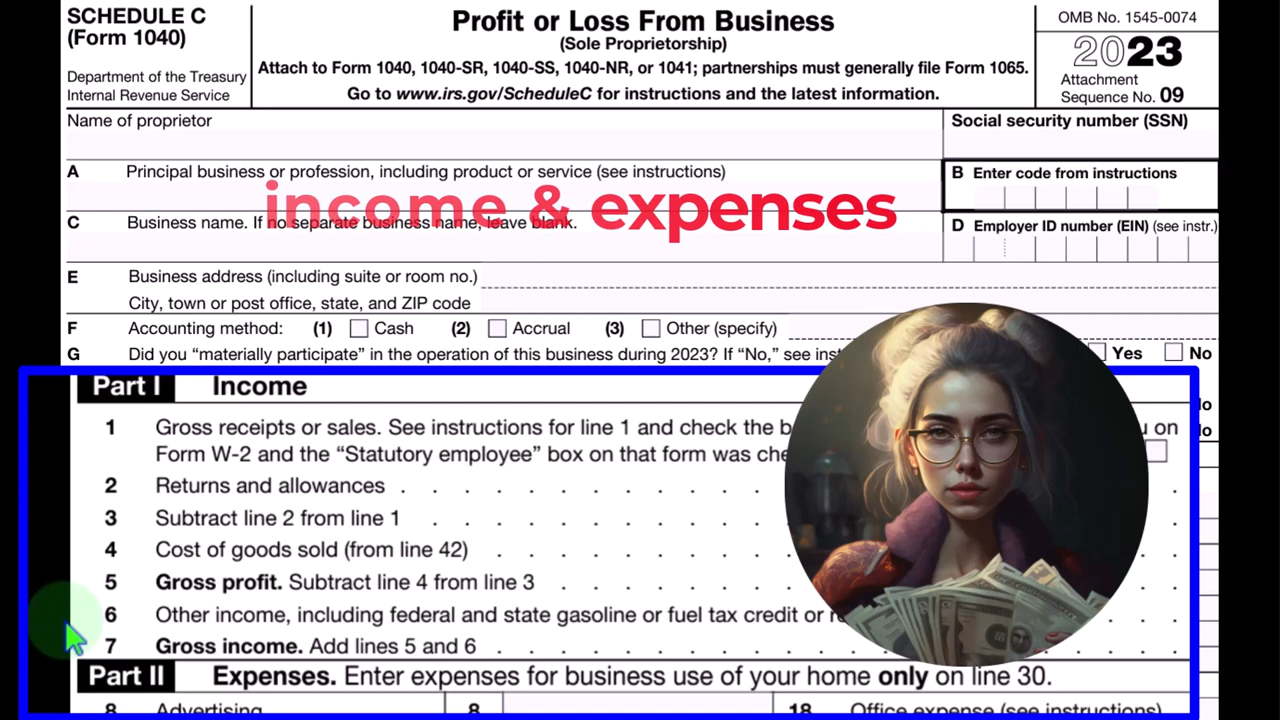 SCHEDULE C
(Form 1040)
Department of the Treasury
Internal Revenue Service
Profit or Loss From Business
(Sole Proprietorship)
Attach to Form 1040, 1040-SR, 1040-SS, 1040-NR, or 1041; partnerships must generally file Form 1065.
Go to www.irs.gov/ScheduleC for instructions and the latest information.
OMB No. 1545-0074
2023
Attachment
Sequence No. 09
Name of proprietor
Social security number (SSN)
A Principal business or profession, including product or service (see instructions)
B Enter code from instructions
income & expenses
C Business name. If no separate business name, leave blank.
D Employer ID number (EIN) (see instr.)
E Business address (including suite or room no.)
City, town or post office, state, and ZIP code
F Accounting method: (1) Cash (2) Accrual (3) Other (specify)
G Did you “materially participate” in the operation of this business during 2023? If “No,” see Yes No
Part I Income
1 Gross receipts or sales. See instructions for line 1 and check the on
Form W-2 and the “Statutory employee” box on that form was
2 Returns and allowances
3 Subtract line 2 from line 1
4 Cost of goods sold (from line 42)
5 Gross profit. Subtract line 4 from line 3
6 Other income, including federal and state gasoline or fuel tax credit or
7 Gross income. Add lines 5 and 6
Part II Expenses. Enter expenses for business use of your home only on line 30.
8 Advertising 8 18 Office expense (see instructions)